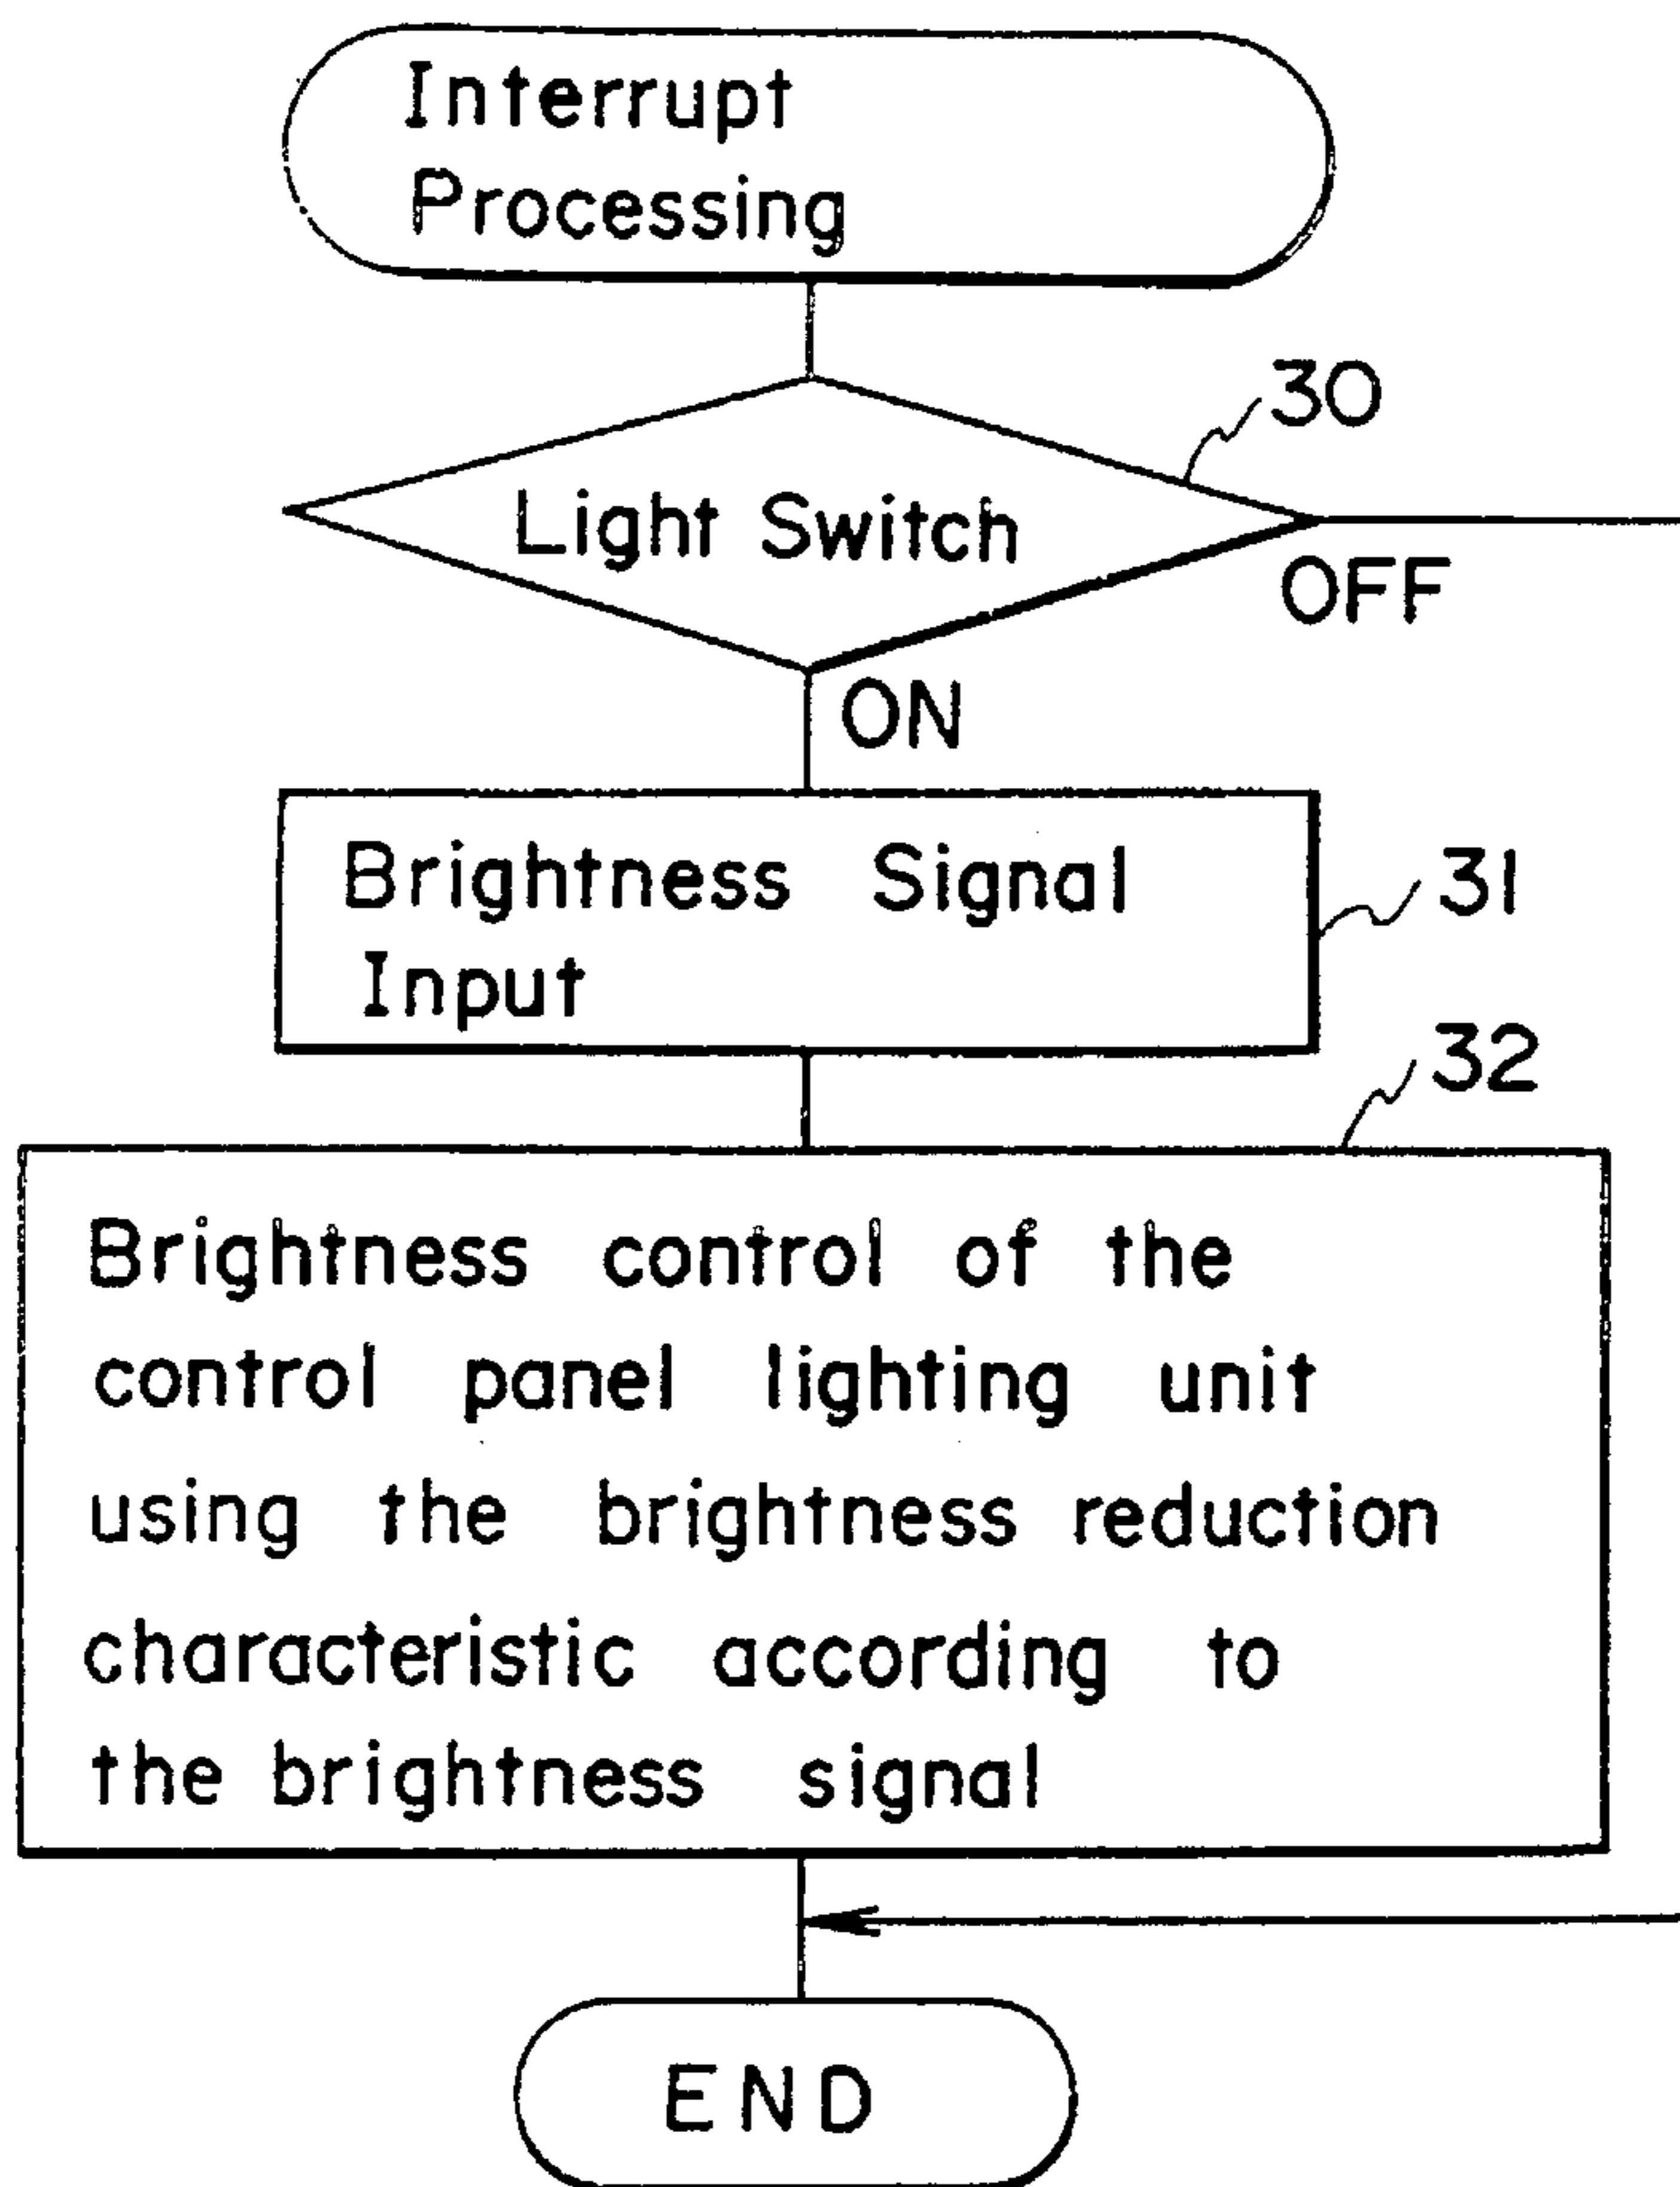 Interrupt
Processing
30
Light Switch
OFF
ON
Brightness Signal
Input
31
32
Brightness control of the
control panel lighting unit
using the brightness reduction
characteristic according to
the brightness signal
END